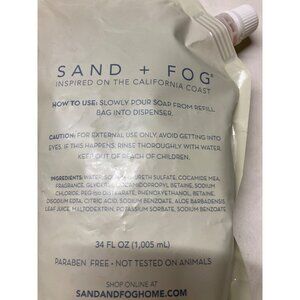 SAND + FOG®
INSPIRED ON THE CALIFORNIA COAST
HOW TO USE: SLOWLY POUR SOAP FROM REFILL
BAG INTO DISPENSER.
CAUTION: FOR EXTERNAL USE ONLY, AVOID GETTING INTO
EYES. IF THIS HAPPENS, RINSE THOROUGHLY WITH WATER.
KEEP OUT OF REACH OF CHILDREN.
INGREDIENTS: WATER, SODIUM LAURETH SULFATE, COCAMIDE MEA,
FRAGRANCE, GLYCERIN, COCAMIDOPROPYL BETAINE, SODIUM
CHLORIDE, PEG-150 DISTEARATE, PHENOXYETHANOL, BETAINE,
DISODIUM EDTA, CITRIC ACID, SODIUM BENZOATE, ALOE BARBADENSIS
LEAF JUICE, MALTODEXTRIN, POTASSIUM SORBATE, SODIUM BENZOATE.
34 FL OZ (1,005 mL)
PARABEN FREE • NOT TESTED ON ANIMALS
SHOP ONLINE AT
SANDANDFOGHOME.COM